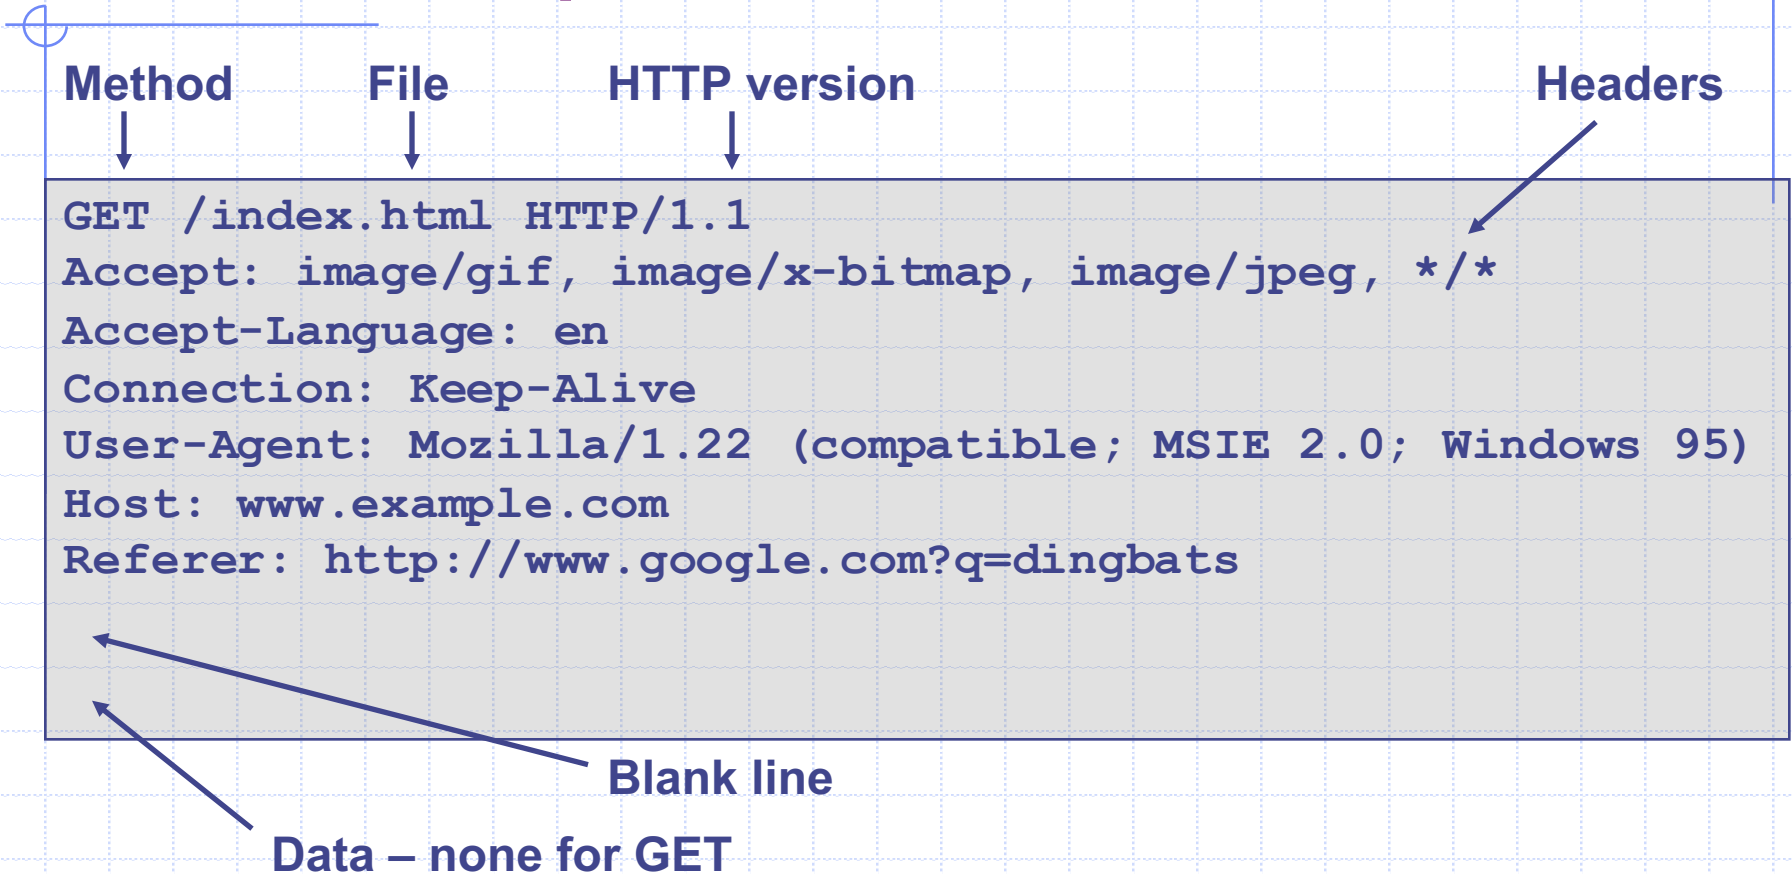 Method File HTTP version Headers
GET /index.html HTTP/1.1
Accept: image/gif, image/x-bitmap, image/jpeg, */*
Accept-Language: en
Connection: Keep-Alive
User-Agent: Mozilla/1.22 (compatible; MSIE 2.0; Windows 95)
Host: www.example.com
Referer: http://www.google.com?q=dingbats
Blank line
Data – none for GET